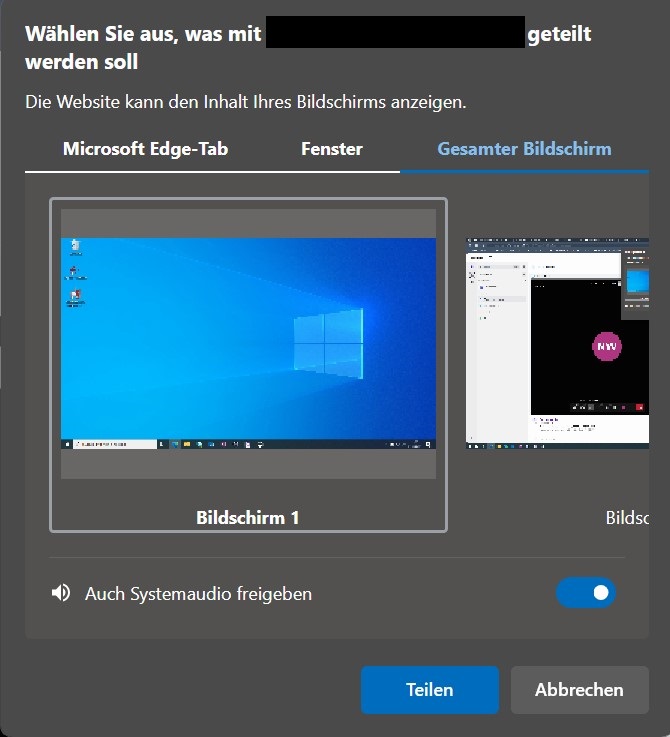 Wählen Sie aus, was mit geteilt
werden soll
Die Website kann den Inhalt Ihres Bildschirms anzeigen.
Microsoft Edge-Tab Fenster Gesamter Bildschirm
NW
Bildschirm 1 Bildsc
Auch Systemaudio freigeben
Teilen Abbrechen